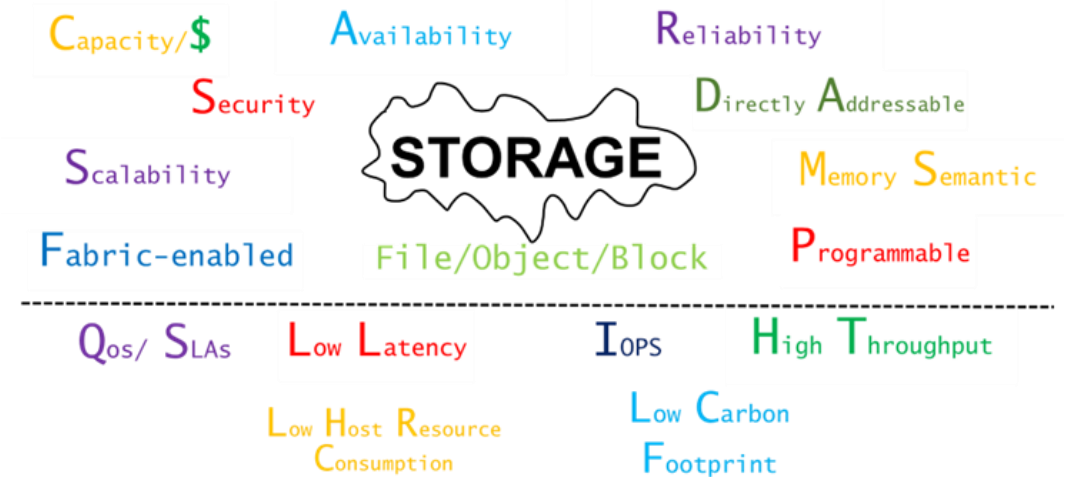 Capacity/$ Availability Reliability
Security Directly Addressable
STORAGE
Scalability Memory Semantic
Fabric-enabled File/Object/Block Programmable
Qos/ SLAs Low Latency IOPS High Throughput
Low Host Resource
Consumption
Low Carbon
Footprint